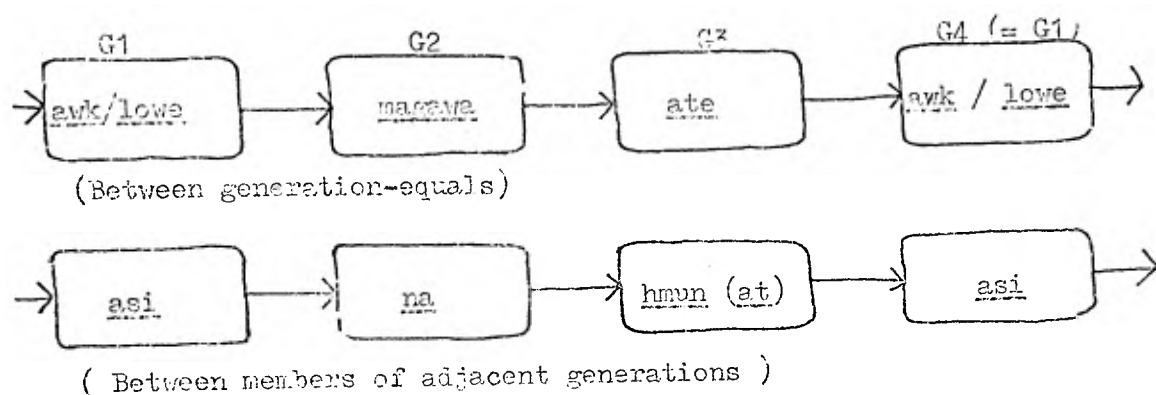 G1 G2 G3 G4 (= G1)
awk/lowe magawa ate awk / lowe
(Between generation-equals)
asi na hmun (at) asi
( Between members of adjacent generations )